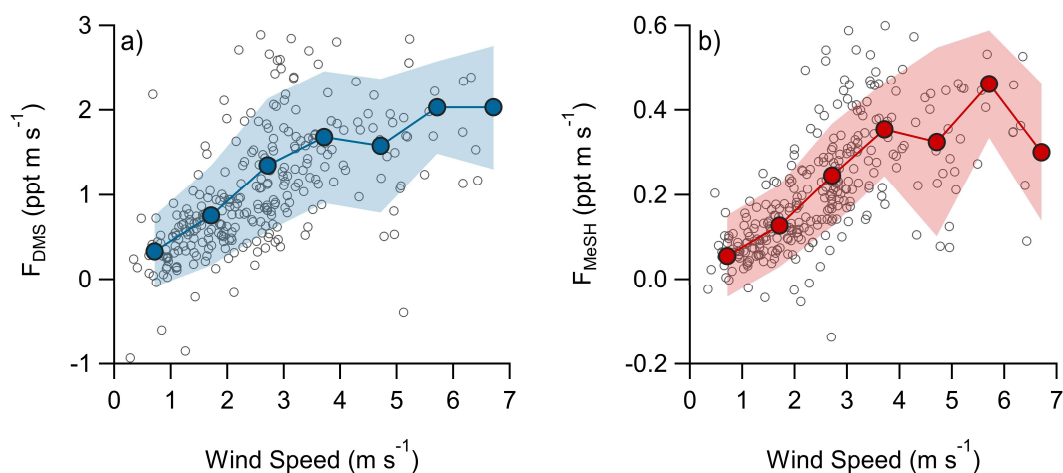 a)
3
2
1
0
-1
F_DMS (ppt m s⁻¹)
0 1 2 3 4 5 6 7
Wind Speed (m s⁻¹)
b)
0.6
0.4
0.2
0.0
-0.2
F_MeSH (ppt m s⁻¹)
0 1 2 3 4 5 6 7
Wind Speed (m s⁻¹)